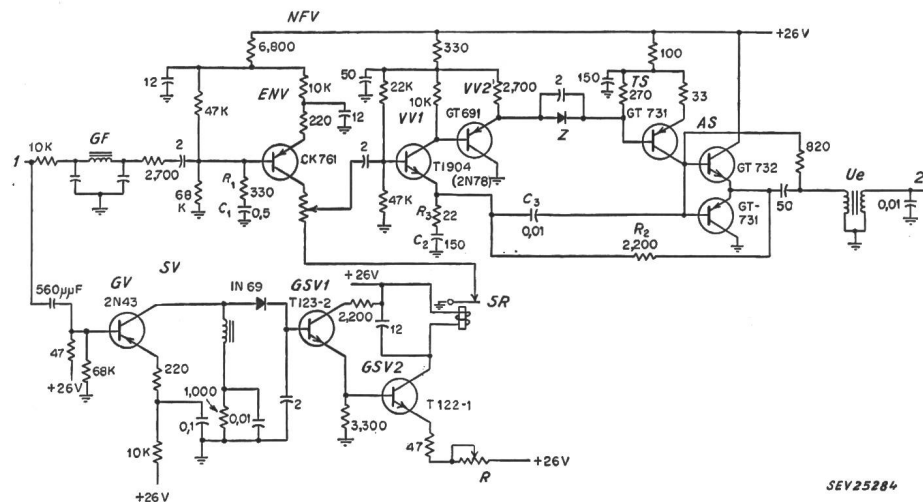 NFV
6,800
330
100
+26V
12
47K
ENV
10K
220
12
50
22K
10K
VV1
VV2
2,700
GT691
2
Z
150
TS
270
GT 731
33
AS
820
1
10K
GF
2,700
2
CK761
2
T1904
(2N78)
GT 732
Ue
2
0,01
68
K
R1
330
C1
0,5
47K
R3
22
C2
150
C3
0,01
R2
2,200
GT-
731
50
560µµF
SV
GV
2N43
IN 69
GSV1
T123-2
+26V
2,200
12
SR
47
+26V
68K
220
1,000
0,1
0,01
2
GSV2
T122-1
3,300
10K
+26V
47
R
+26V
SEV25284